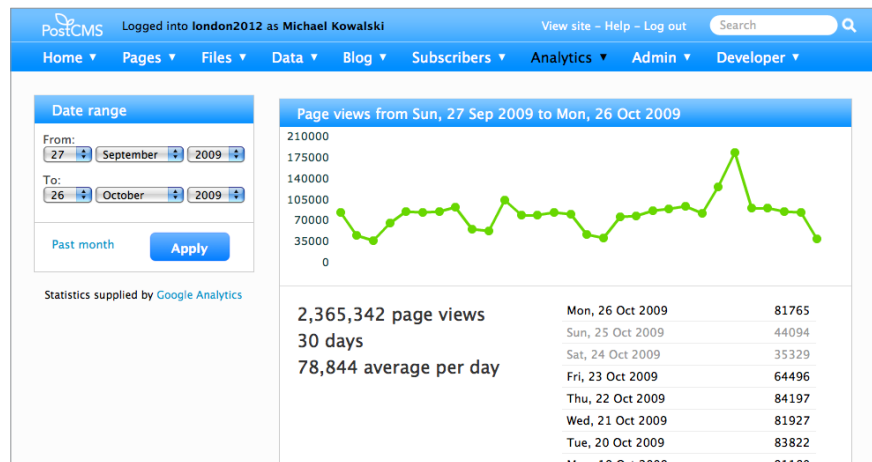 PostCMS Logged into london2012 as Michael Kowalski View site – Help – Log out Search
Home ▼ Pages ▼ Files ▼ Data ▼ Blog ▼ Subscribers ▼ Analytics ▼ Admin ▼ Developer ▼
Date range
From:
27 September 2009
To:
26 October 2009
Past month Apply
Statistics supplied by Google Analytics
Page views from Sun, 27 Sep 2009 to Mon, 26 Oct 2009
210000
175000
140000
105000
70000
35000
0
2,365,342 page views
30 days
78,844 average per day
Mon, 26 Oct 2009 81765
Sun, 25 Oct 2009 44094
Sat, 24 Oct 2009 35329
Fri, 23 Oct 2009 64496
Thu, 22 Oct 2009 84197
Wed, 21 Oct 2009 81927
Tue, 20 Oct 2009 83822